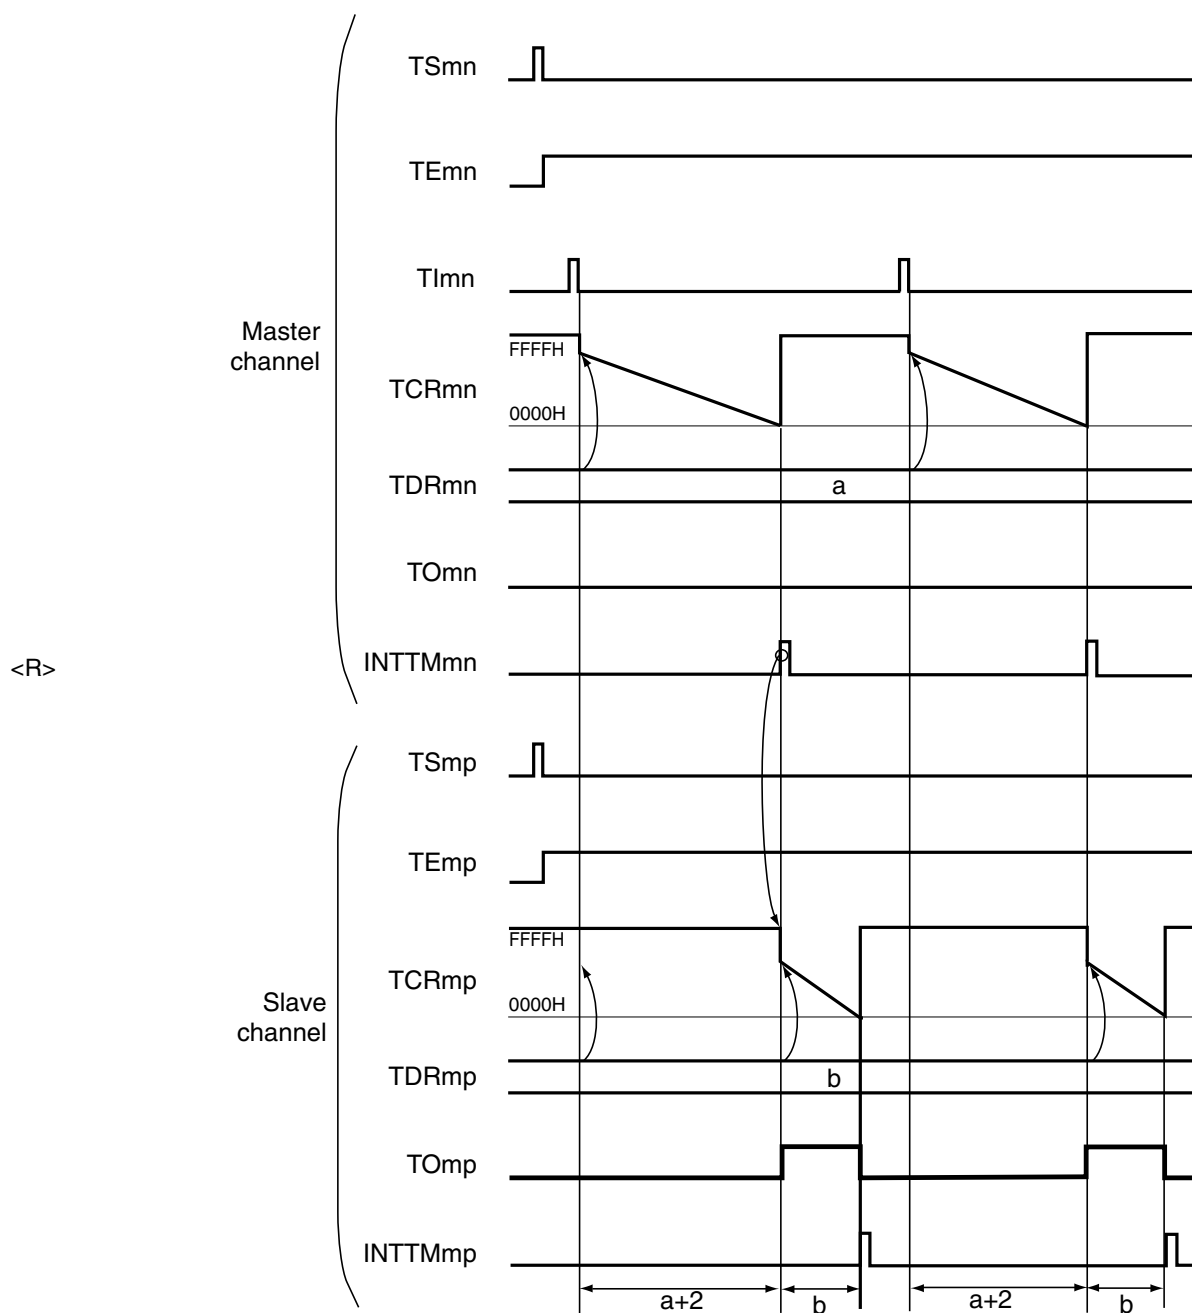 TSmn
TEmn
TImn
Master
channel
FFFFH
TCRmn
0000H
TDRmn
a
TOmn
<R>
INTTMmn
TSmp
TEmp
FFFFH
Slave
channel
TCRmp
0000H
TDRmp
b
TOmp
INTTMmp
a+2
b
a+2
b